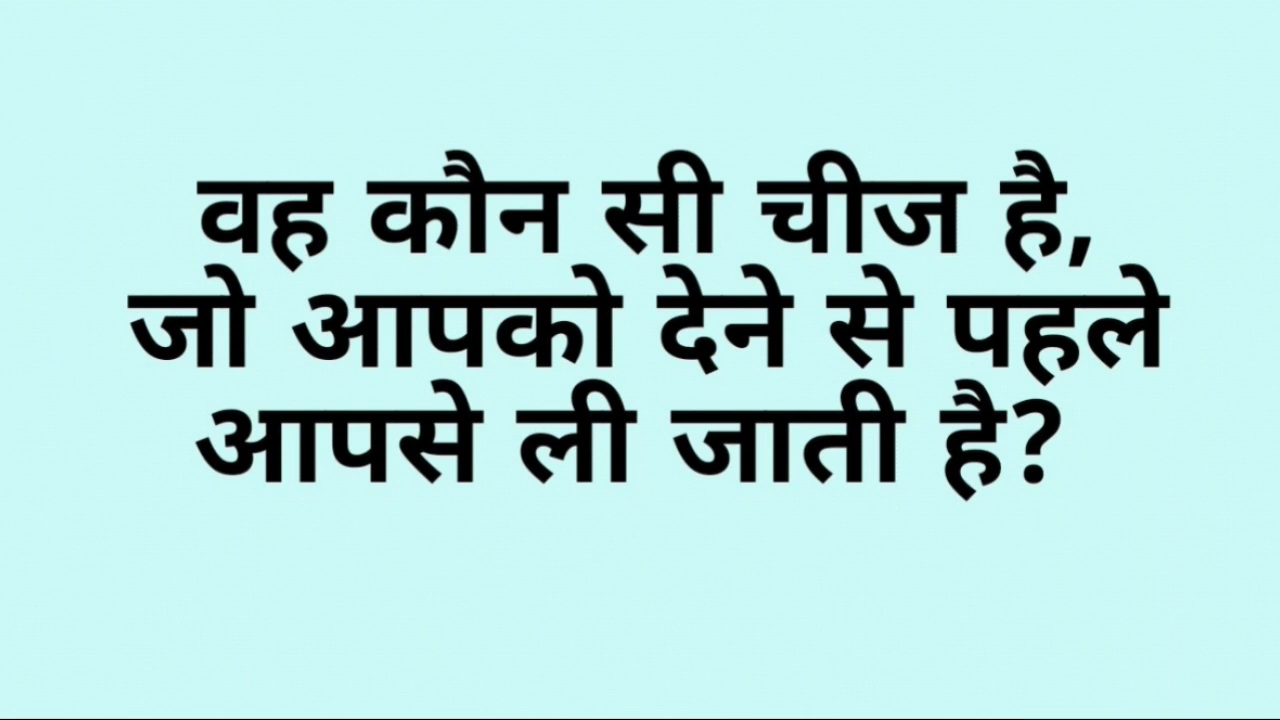 वह कौन सी चीज है,
जो आपको देने से पहले
आपसे ली जाती है?